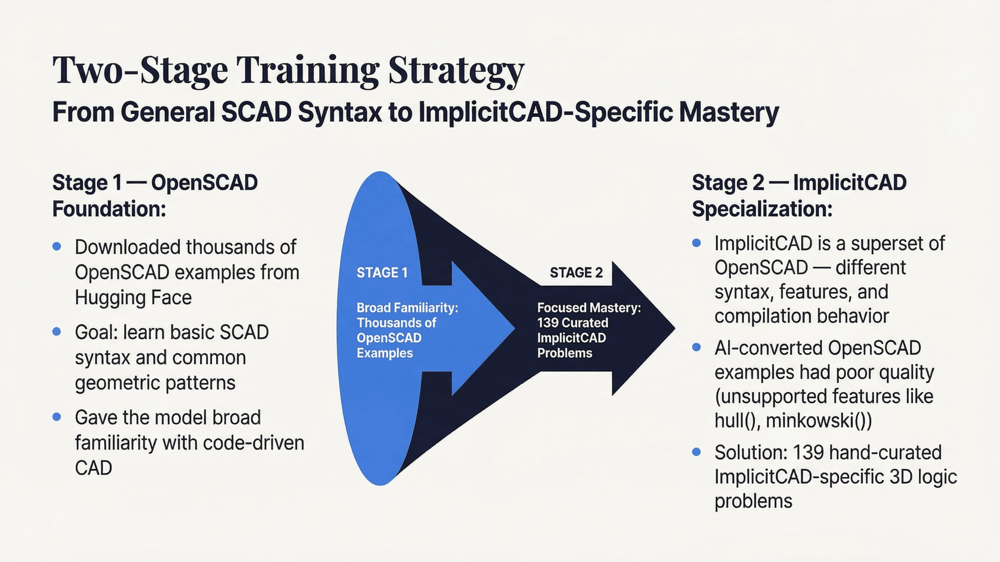 Two-Stage Training Strategy
From General SCAD Syntax to ImplicitCAD-Specific Mastery
Stage 1 — OpenSCAD
Foundation:
Downloaded thousands of
OpenSCAD examples from
Hugging Face
Goal: learn basic SCAD
syntax and common
geometric patterns
Gave the model broad
familiarity with code-driven
CAD
STAGE 1
Broad Familiarity:
Thousands of
OpenSCAD
Examples
STAGE 2
Focused Mastery:
139 Curated
ImplicitCAD
Problems
Stage 2 — ImplicitCAD
Specialization:
ImplicitCAD is a superset of
OpenSCAD — different
syntax, features, and
compilation behavior
AI-converted OpenSCAD
examples had poor quality
(unsupported features like
hull(), minkowski())
Solution: 139 hand-curated
ImplicitCAD-specific 3D logic
problems